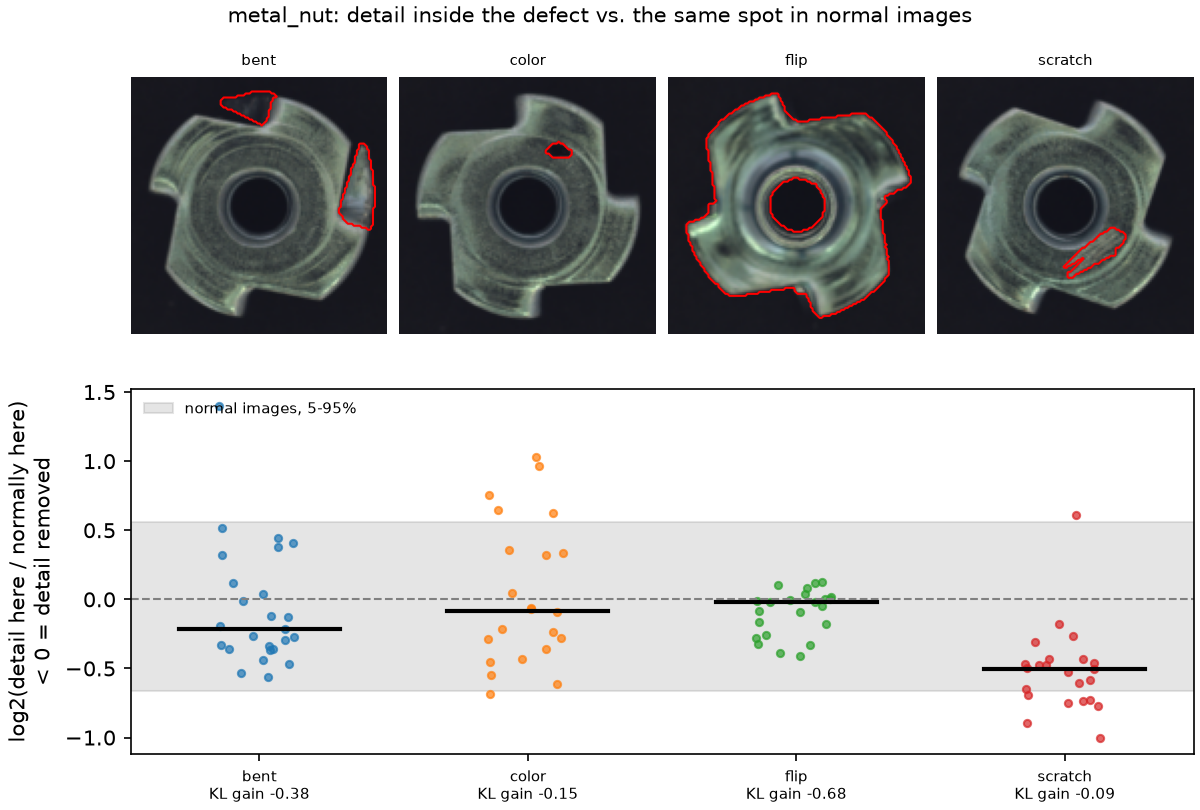 metal_nut: detail inside the defect vs. the same spot in normal images
bent
color
flip
scratch
log2(detail here / normally here)
< 0 = detail removed
1.5
1.0
0.5
0.0
−0.5
−1.0
normal images, 5-95%
bent
KL gain -0.38
color
KL gain -0.15
flip
KL gain -0.68
scratch
KL gain -0.09